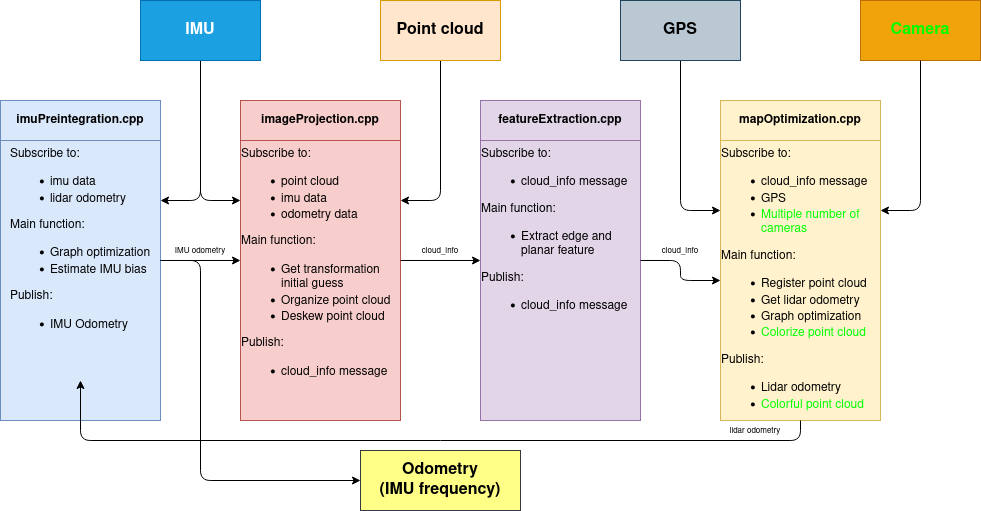 IMU
Point cloud
GPS
Camera
imuPreintegration.cpp
Subscribe to:
imu data
lidar odometry
Main function:
Graph optimization
Estimate IMU bias
Publish:
IMU Odometry
IMU odometry
imageProjection.cpp
Subscribe to:
point cloud
imu data
odometry data
Main function:
Get transformation
initial guess
Organize point cloud
Deskew point cloud
Publish:
cloud_info message
cloud_info
featureExtraction.cpp
Subscribe to:
cloud_info message
Main function:
Extract edge and
planar feature
Publish:
cloud_info message
cloud_info
mapOptimization.cpp
Subscribe to:
cloud_info message
GPS
Multiple number of
cameras
Main function:
Register point cloud
Get lidar odometry
Graph optimization
Colorize point cloud
Publish:
Lidar odometry
Colorful point cloud
lidar odometry
Odometry
(IMU frequency)